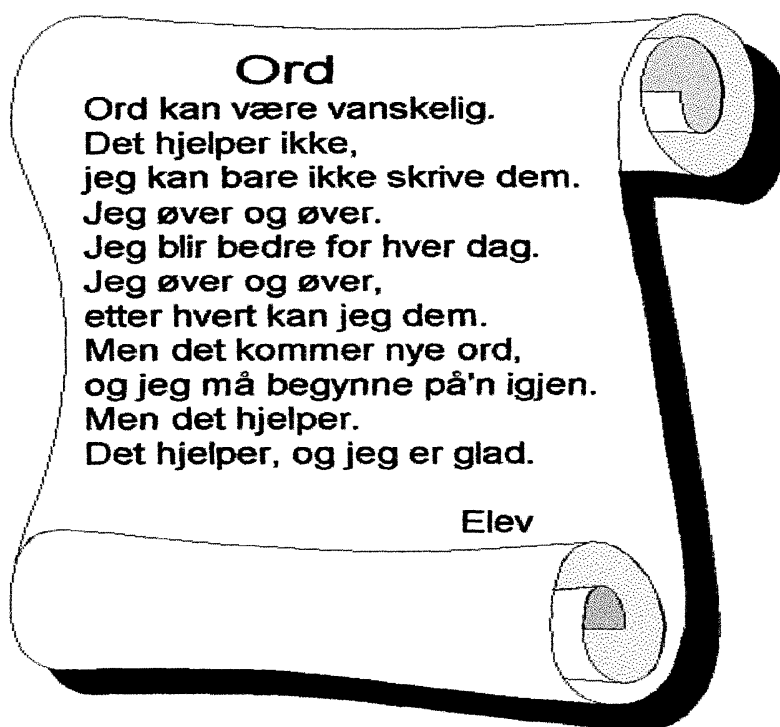 Ord
Ord kan være vanskelig.
Det hjelper ikke,
jeg kan bare ikke skrive dem.
Jeg øver og øver.
Jeg blir bedre for hver dag.
Jeg øver og øver,
etter hvert kan jeg dem.
Men det kommer nye ord,
og jeg må begynne på'n igjen.
Men det hjelper.
Det hjelper, og jeg er glad.
Elev